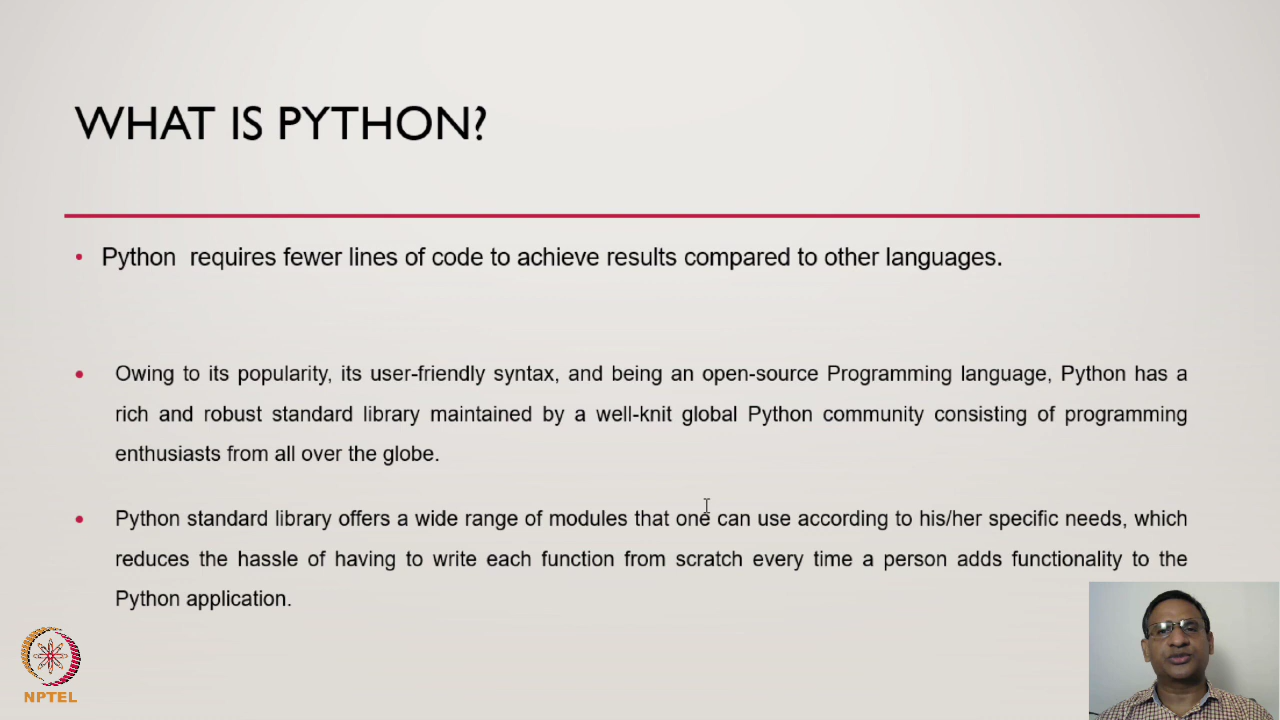 WHAT IS PYTHON?
• Python requires fewer lines of code to achieve results compared to other languages.
• Owing to its popularity, its user-friendly syntax, and being an open-source Programming language, Python has a
rich and robust standard library maintained by a well-knit global Python community consisting of programming
enthusiasts from all over the globe.
• Python standard library offers a wide range of modules that one can use according to his/her specific needs, which
reduces the hassle of having to write each function from scratch every time a person adds functionality to the
Python application.
NPTEL